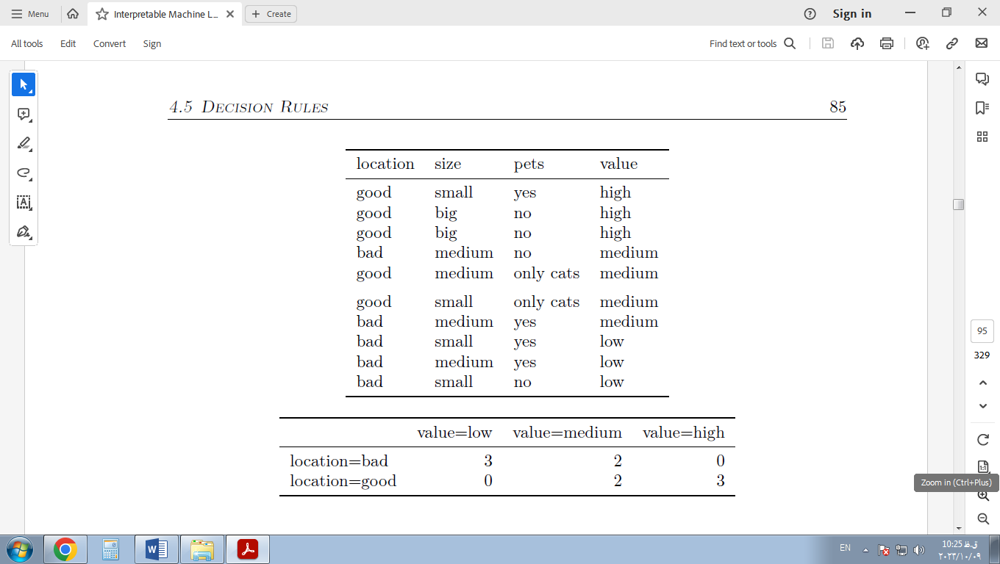 Menu
Interpretable Machine L...
Create
Sign in
All tools Edit Convert Sign
Find text or tools
4.5 DECISION RULES 85
location size pets value
good small yes high
good big no high
good big no high
bad medium no medium
good medium only cats medium
good small only cats medium
bad medium yes medium
bad small yes low
bad medium yes low
bad small no low
value=low value=medium value=high
location=bad 3 2 0
location=good 0 2 3
95
329
1:1
Zoom in (Ctrl+Plus)
EN
10:25 ق.ظ
۲۰۲۳/۱۰/۰۹